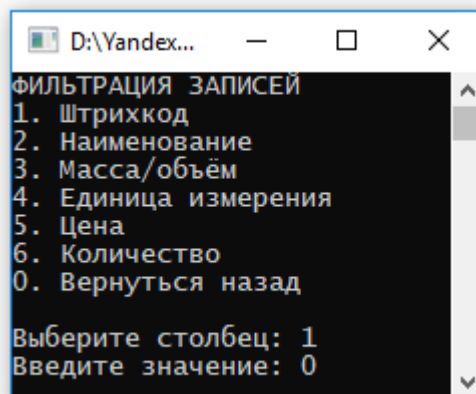 D:\Yandex...
ФИЛЬТРАЦИЯ ЗАПИСЕЙ
1. Штрихкод
2. Наименование
3. Масса/объём
4. Единица измерения
5. Цена
6. Количество
0. Вернуться назад
Выберите столбец: 1
Введите значение: 0